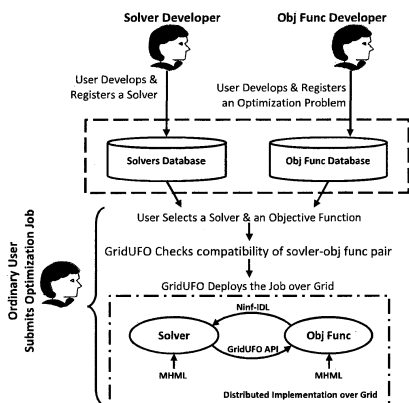 Solver Developer
Obj Func Developer
User Develops &
Registers a Solver
User Develops & Registers
an Optimization Problem
Solvers Database
Obj Func Database
Ordinary User
Submits Optimization Job
User Selects a Solver & an Objective Function
GridUFO Checks compatibility of sovler-obj func pair
GridUFO Deploys the Job over Grid
Ninf-IDL
Solver
Obj Func
GridUFO API
MHML
MHML
Distributed Implementation over Grid